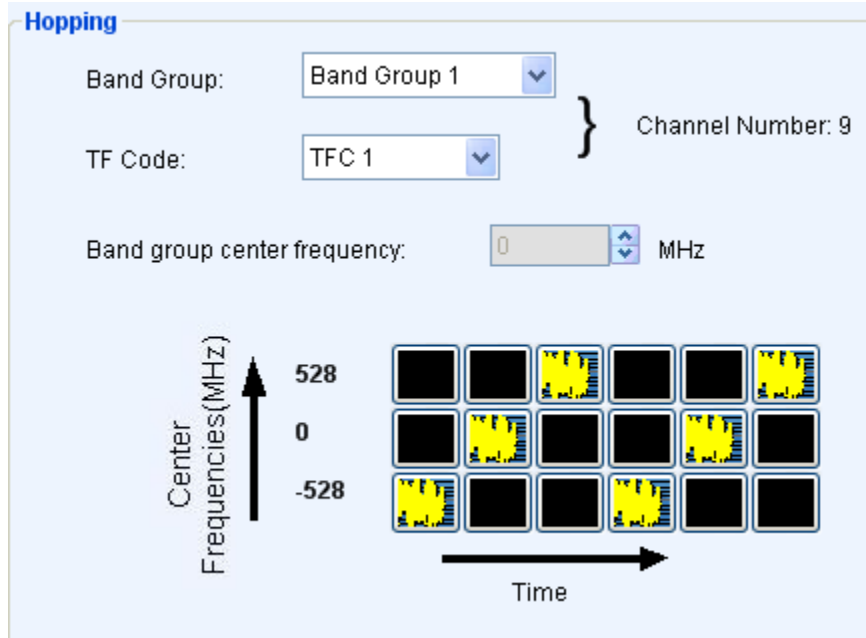 Hopping
Band Group: Band Group 1
Channel Number: 9
TF Code: TFC 1
Band group center frequency: 0 MHz
Center
Frequencies(MHz)
528
0
-528
Time